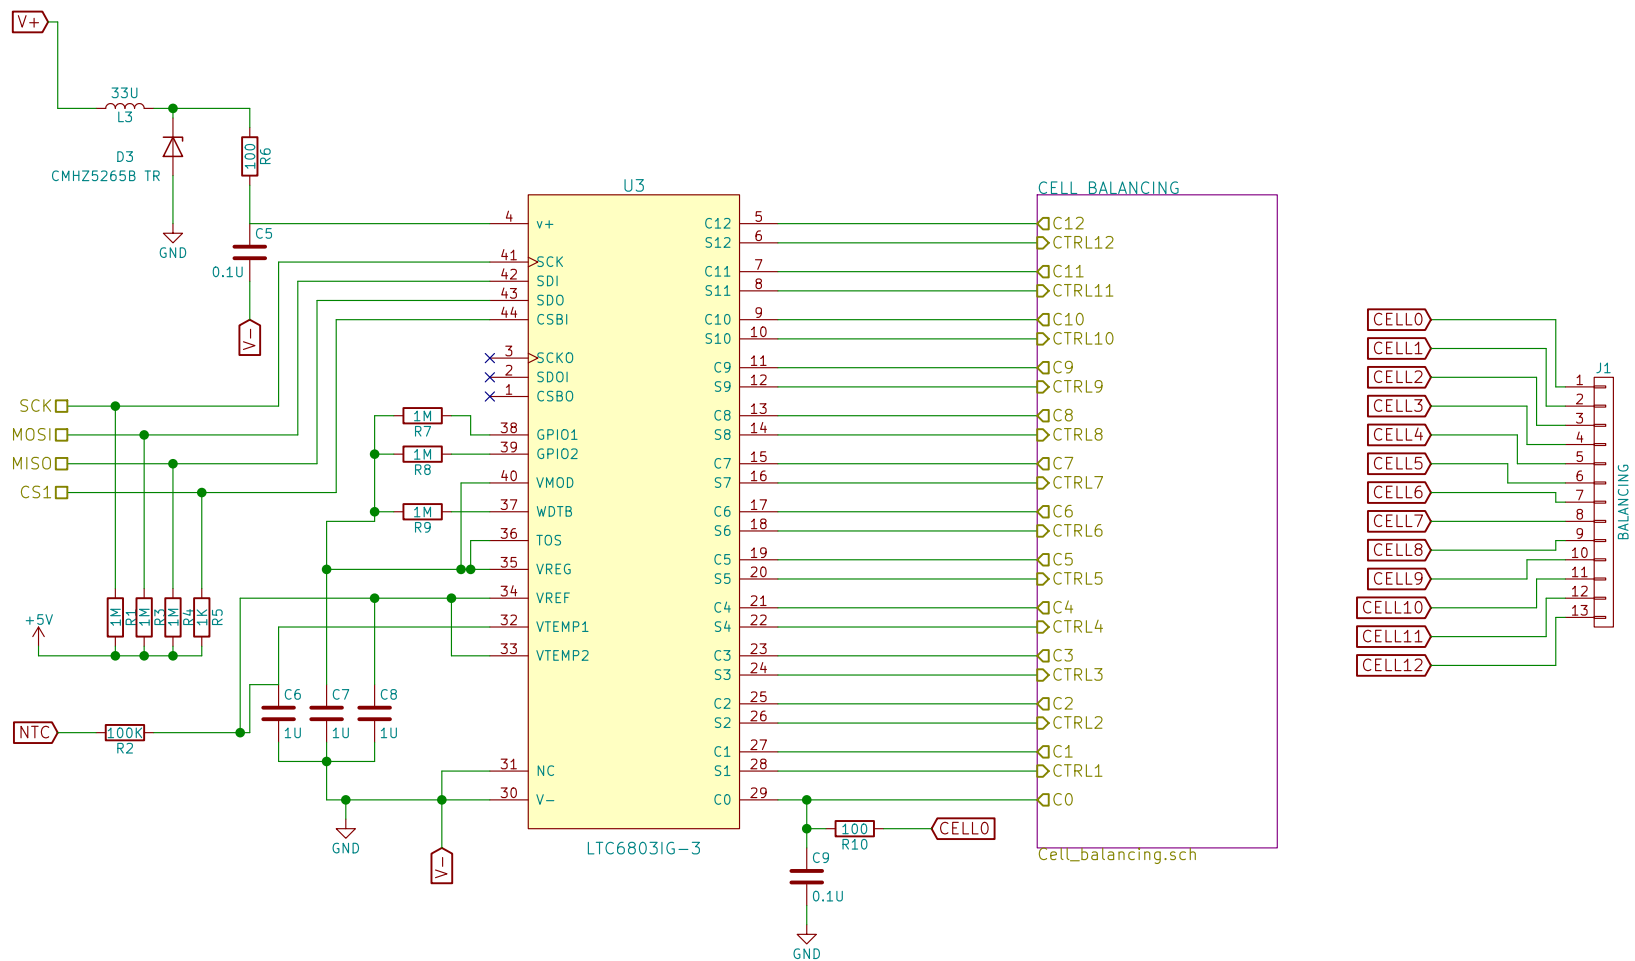 V+
33U
L3
D3
CMHZ5265B TR
GND
100
R6
C5
0.1U
V-
SCK
MOSI
MISO
CS1
+5V
1M
R1
1M
R3
1M
R4
1K
R5
NTC
100K
R2
1M
R7
1M
R8
1M
R9
C6
1U
C7
1U
C8
1U
GND
V-
U3
4 v+
41 SCK
42 SDI
43 SDO
44 CSBI
3 SCKO
2 SDOI
1 CSBO
38 GPIO1
39 GPIO2
40 VMOD
37 WDTB
36 TOS
35 VREG
34 VREF
32 VTEMP1
33 VTEMP2
31 NC
30 V-
C12 5
S12 6
C11 7
S11 8
C10 9
S10 10
C9 11
S9 12
C8 13
S8 14
C7 15
S7 16
C6 17
S6 18
C5 19
S5 20
C4 21
S4 22
C3 23
S3 24
C2 25
S2 26
C1 27
S1 28
C0 29
LTC6803IG-3
100
R10
CELL0
C9
0.1U
GND
CELL BALANCING
C12
CTRL12
C11
CTRL11
C10
CTRL10
C9
CTRL9
C8
CTRL8
C7
CTRL7
C6
CTRL6
C5
CTRL5
C4
CTRL4
C3
CTRL3
C2
CTRL2
C1
CTRL1
C0
Cell_balancing.sch
CELL0
CELL1
CELL2
CELL3
CELL4
CELL5
CELL6
CELL7
CELL8
CELL9
CELL10
CELL11
CELL12
J1
1
2
3
4
5
6
7
8
9
10
11
12
13
BALANCING